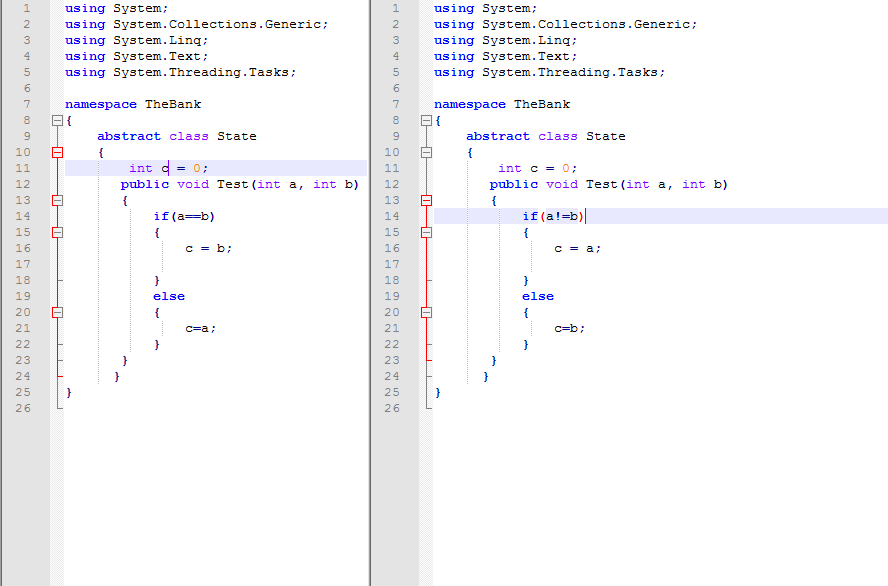 1 using System;
2 using System.Collections.Generic;
3 using System.Linq;
4 using System.Text;
5 using System.Threading.Tasks;
6
7 namespace TheBank
8 {
9 abstract class State
10 {
11 int c = 0;
12 public void Test(int a, int b)
13 {
14 if(a==b)
15 {
16 c = b;
17
18 }
19 else
20 {
21 c=a;
22 }
23 }
24 }
25 }
26
1 using System;
2 using System.Collections.Generic;
3 using System.Linq;
4 using System.Text;
5 using System.Threading.Tasks;
6
7 namespace TheBank
8 {
9 abstract class State
10 {
11 int c = 0;
12 public void Test(int a, int b)
13 {
14 if(a!=b)
15 {
16 c = a;
17
18 }
19 else
20 {
21 c=b;
22 }
23 }
24 }
25 }
26